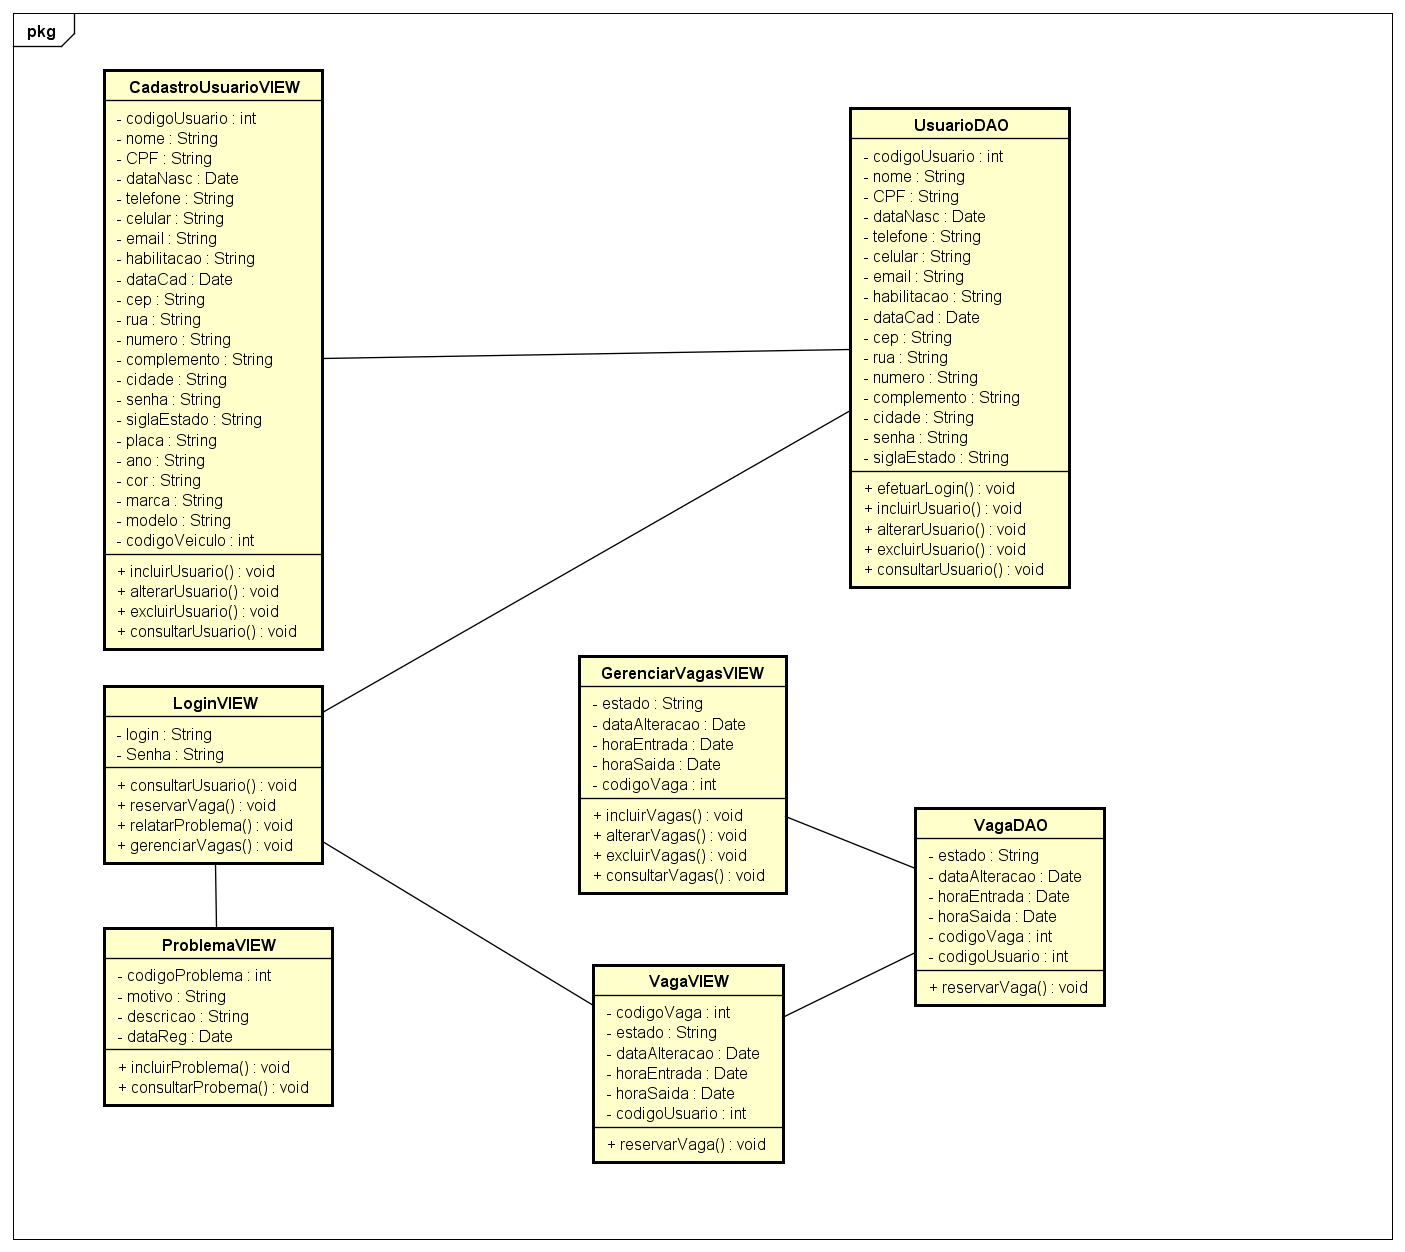 pkg
CadastroUsuarioVIEW
- codigoUsuario : int
- nome : String
- CPF : String
- dataNasc : Date
- telefone : String
- celular : String
- email : String
- habilitacao : String
- dataCad : Date
- cep : String
- rua : String
- numero : String
- complemento : String
- cidade : String
- senha : String
- siglaEstado : String
- placa : String
- ano : String
- cor : String
- marca : String
- modelo : String
- codigoVeiculo : int
+ incluirUsuario() : void
+ alterarUsuario() : void
+ excluirUsuario() : void
+ consultarUsuario() : void
UsuarioDAO
- codigoUsuario : int
- nome : String
- CPF : String
- dataNasc : Date
- telefone : String
- celular : String
- email : String
- habilitacao : String
- dataCad : Date
- cep : String
- rua : String
- numero : String
- complemento : String
- cidade : String
- senha : String
- siglaEstado : String
+ efetuarLogin() : void
+ incluirUsuario() : void
+ alterarUsuario() : void
+ excluirUsuario() : void
+ consultarUsuario() : void
LoginVIEW
- login : String
- Senha : String
+ consultarUsuario() : void
+ reservarVaga() : void
+ relatarProblema() : void
+ gerenciarVagas() : void
GerenciarVagasVIEW
- estado : String
- dataAlteracao : Date
- horaEntrada : Date
- horaSaida : Date
- codigoVaga : int
+ incluirVagas() : void
+ alterarVagas() : void
+ excluirVagas() : void
+ consultarVagas() : void
VagaDAO
- estado : String
- dataAlteracao : Date
- horaEntrada : Date
- horaSaida : Date
- codigoVaga : int
- codigoUsuario : int
+ reservarVaga() : void
ProblemaVIEW
- codigoProblema : int
- motivo : String
- descricao : String
- dataReg : Date
+ incluirProblema() : void
+ consultarProbema() : void
VagaVIEW
- codigoVaga : int
- estado : String
- dataAlteracao : Date
- horaEntrada : Date
- horaSaida : Date
- codigoUsuario : int
+ reservarVaga() : void